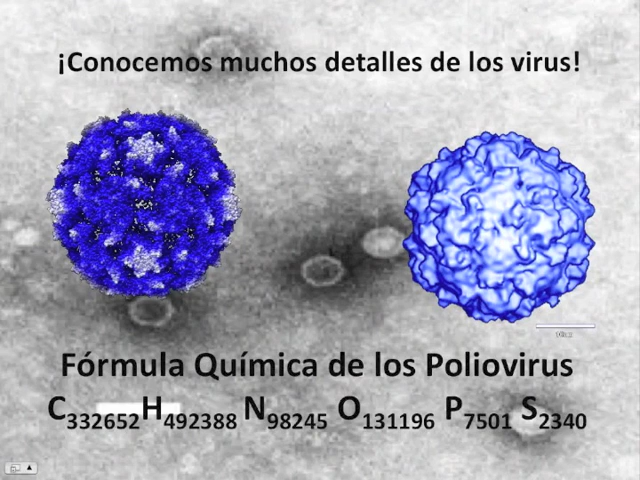 ¡Conocemos muchos detalles de los virus!
Fórmula Química de los Poliovirus
C332652H492388 N98245 O131196 P7501 S2340